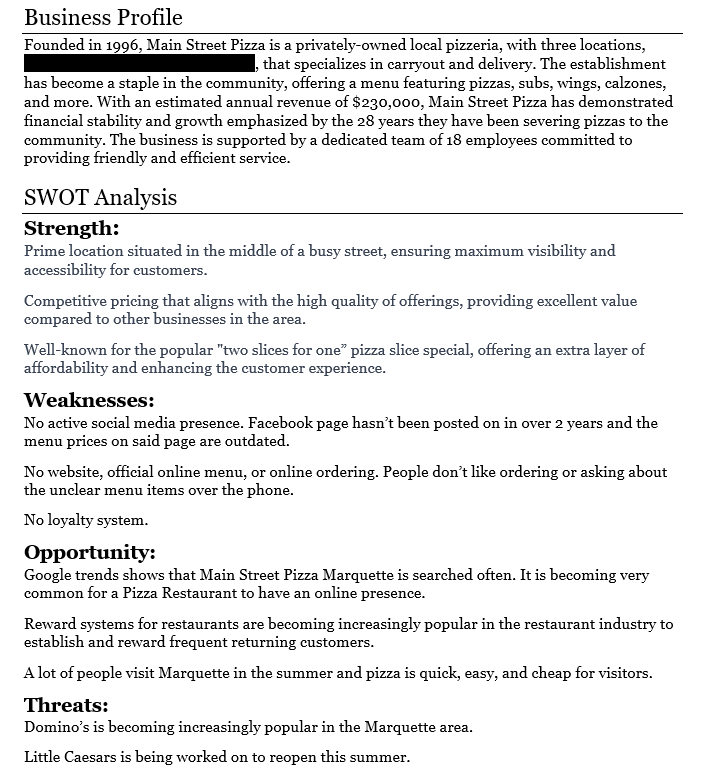 Business Profile
Founded in 1996, Main Street Pizza is a privately-owned local pizzeria, with three locations,
, that specializes in carryout and delivery. The establishment
has become a staple in the community, offering a menu featuring pizzas, subs, wings, calzones,
and more. With an estimated annual revenue of $230,000, Main Street Pizza has demonstrated
financial stability and growth emphasized by the 28 years they have been severing pizzas to the
community. The business is supported by a dedicated team of 18 employees committed to
providing friendly and efficient service.
SWOT Analysis
Strength:
Prime location situated in the middle of a busy street, ensuring maximum visibility and
accessibility for customers.
Competitive pricing that aligns with the high quality of offerings, providing excellent value
compared to other businesses in the area.
Well-known for the popular "two slices for one” pizza slice special, offering an extra layer of
affordability and enhancing the customer experience.
Weaknesses:
No active social media presence. Facebook page hasn’t been posted on in over 2 years and the
menu prices on said page are outdated.
No website, official online menu, or online ordering. People don’t like ordering or asking about
the unclear menu items over the phone.
No loyalty system.
Opportunity:
Google trends shows that Main Street Pizza Marquette is searched often. It is becoming very
common for a Pizza Restaurant to have an online presence.
Reward systems for restaurants are becoming increasingly popular in the restaurant industry to
establish and reward frequent returning customers.
A lot of people visit Marquette in the summer and pizza is quick, easy, and cheap for visitors.
Threats:
Domino’s is becoming increasingly popular in the Marquette area.
Little Caesars is being worked on to reopen this summer.